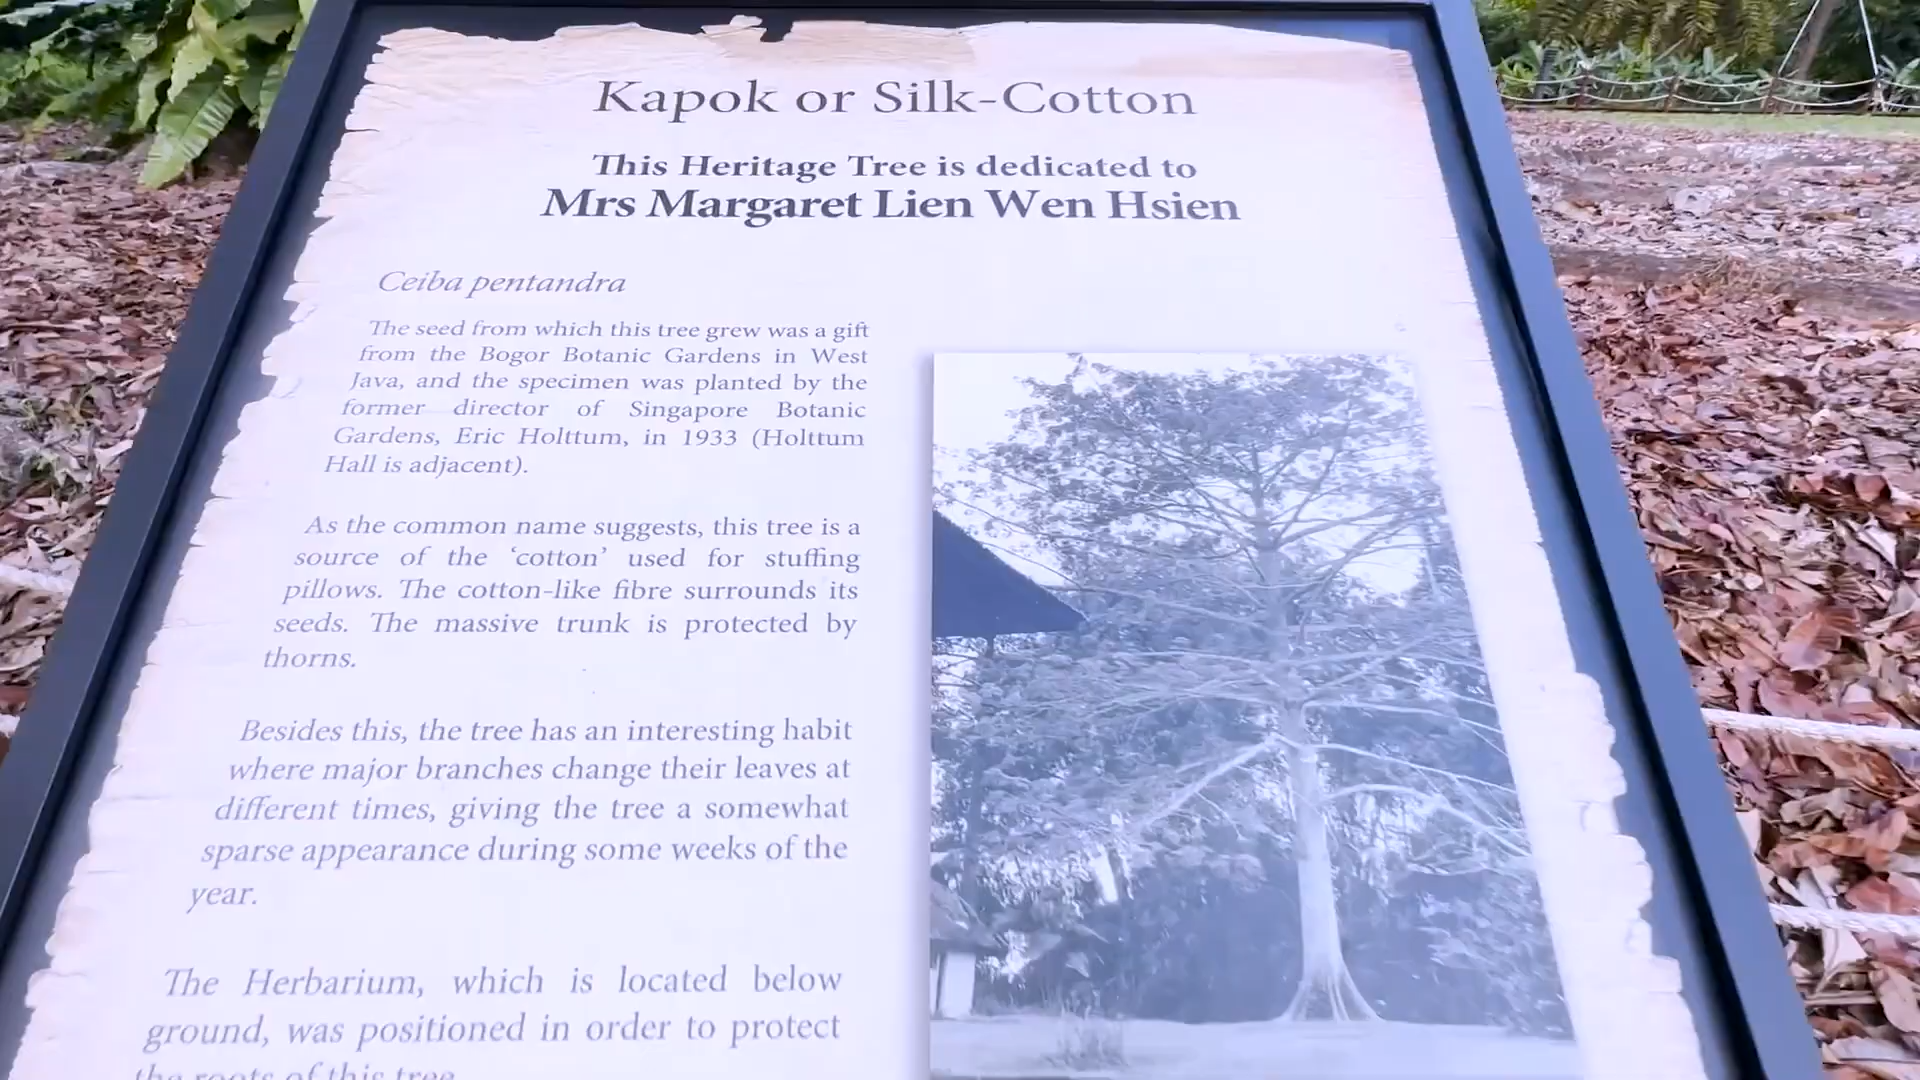 Kapok or Silk-Cotton
This Heritage Tree is dedicated to
Mrs Margaret Lien Wen Hsien
Ceiba pentandra
The seed from which this tree grew was a gift
from the Bogor Botanic Gardens in West
Java, and the specimen was planted by the
former director of Singapore Botanic
Gardens, Eric Holttum, in 1933 (Holttum
Hall is adjacent).
As the common name suggests, this tree is a
source of the ‘cotton’ used for stuffing
pillows. The cotton-like fibre surrounds its
seeds. The massive trunk is protected by
thorns.
Besides this, the tree has an interesting habit
where major branches change their leaves at
different times, giving the tree a somewhat
sparse appearance during some weeks of the
year.
The Herbarium, which is located below
ground, was positioned in order to protect
the roots of this tree